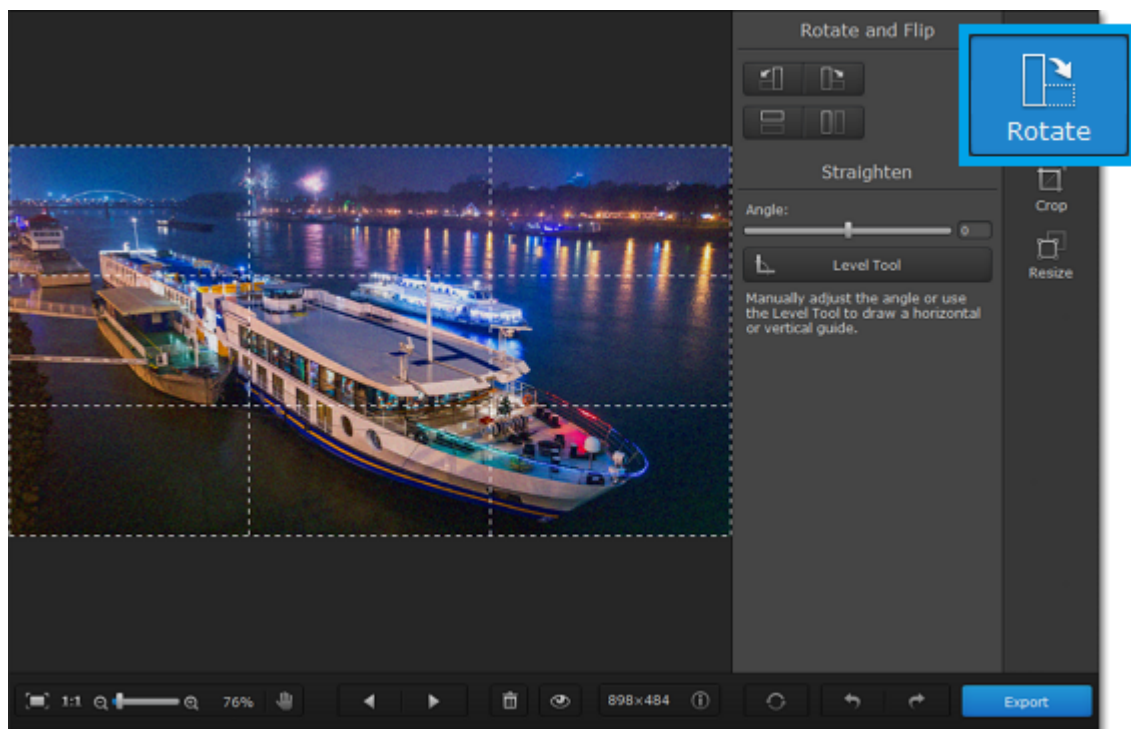 Rotate and Flip
Rotate
Straighten
Crop
Angle:
0
Level Tool
Resize
Manually adjust the angle or use
the Level Tool to draw a horizontal
or vertical guide.
1:1
76%
898×484
Export